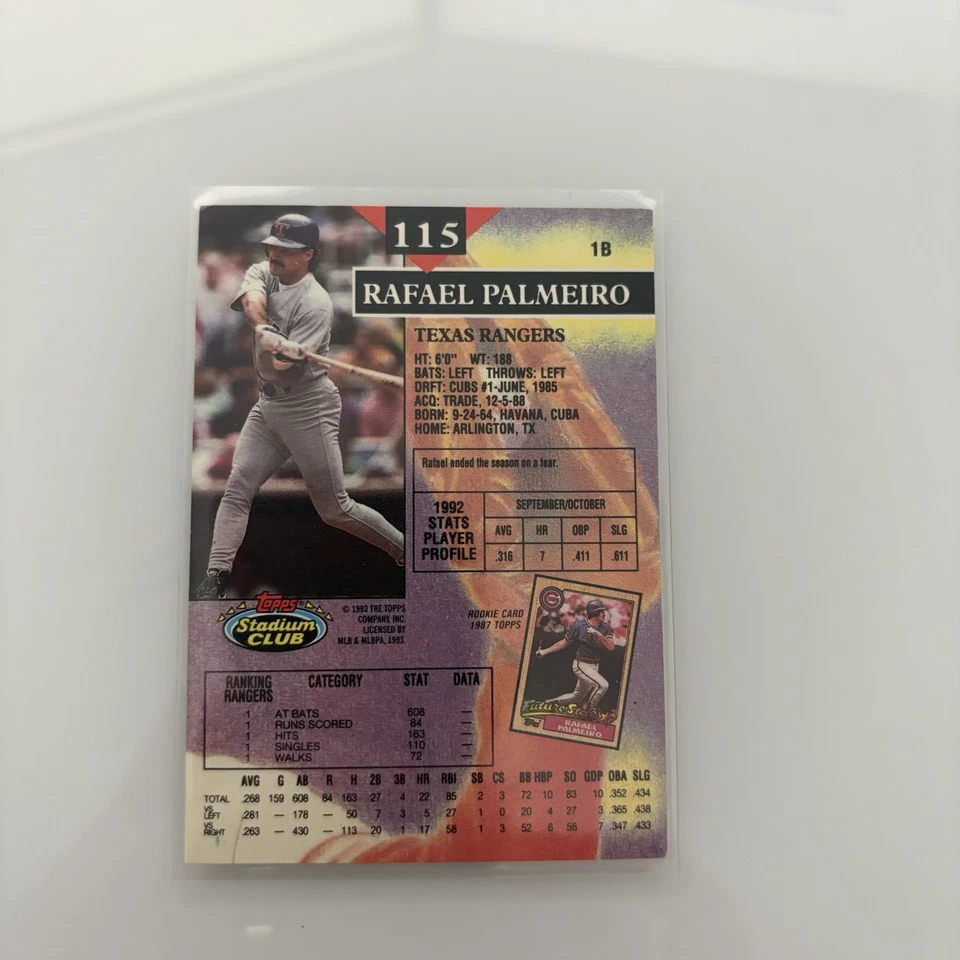 115
1B
RAFAEL PALMEIRO
TEXAS RANGERS
HT: 6'0" WT: 188
BATS: LEFT THROWS: LEFT
DRFT: CUBS #1-JUNE, 1985
ACQ: TRADE, 12-5-88
BORN: 9-24-64, HAVANA, CUBA
HOME: ARLINGTON, TX
Rafael ended the season on a tear.
1992 STATS PLAYER PROFILE
SEPTEMBER/OCTOBER
AVG HR OBP SLG
.316 7 .411 .611
Topps
Stadium
CLUB
© 1993 THE TOPPS
COMPANY, INC.
LICENSED BY
MLB & MLBPA, 1993.
ROOKIE CARD
1987 TOPPS
Future Stars
Topps
RAFAEL
PALMEIRO
RANKING RANGERS CATEGORY STAT DATA
1 AT BATS 608
1 RUNS SCORED 84
1 HITS 163
1 SINGLES 110
1 WALKS 72
AVG G AB R H 2B 3B HR RBI SB CS BB HBP SO GDP OBA SLG
TOTAL .268 159 608 84 163 27 4 22 85 2 3 72 10 83 10 .352 .434
VS LEFT .281 — 178 — 50 7 3 5 27 1 0 20 4 27 3 .365 .438
VS RIGHT .263 — 430 — 113 20 1 17 58 1 3 52 6 56 7 .347 .433